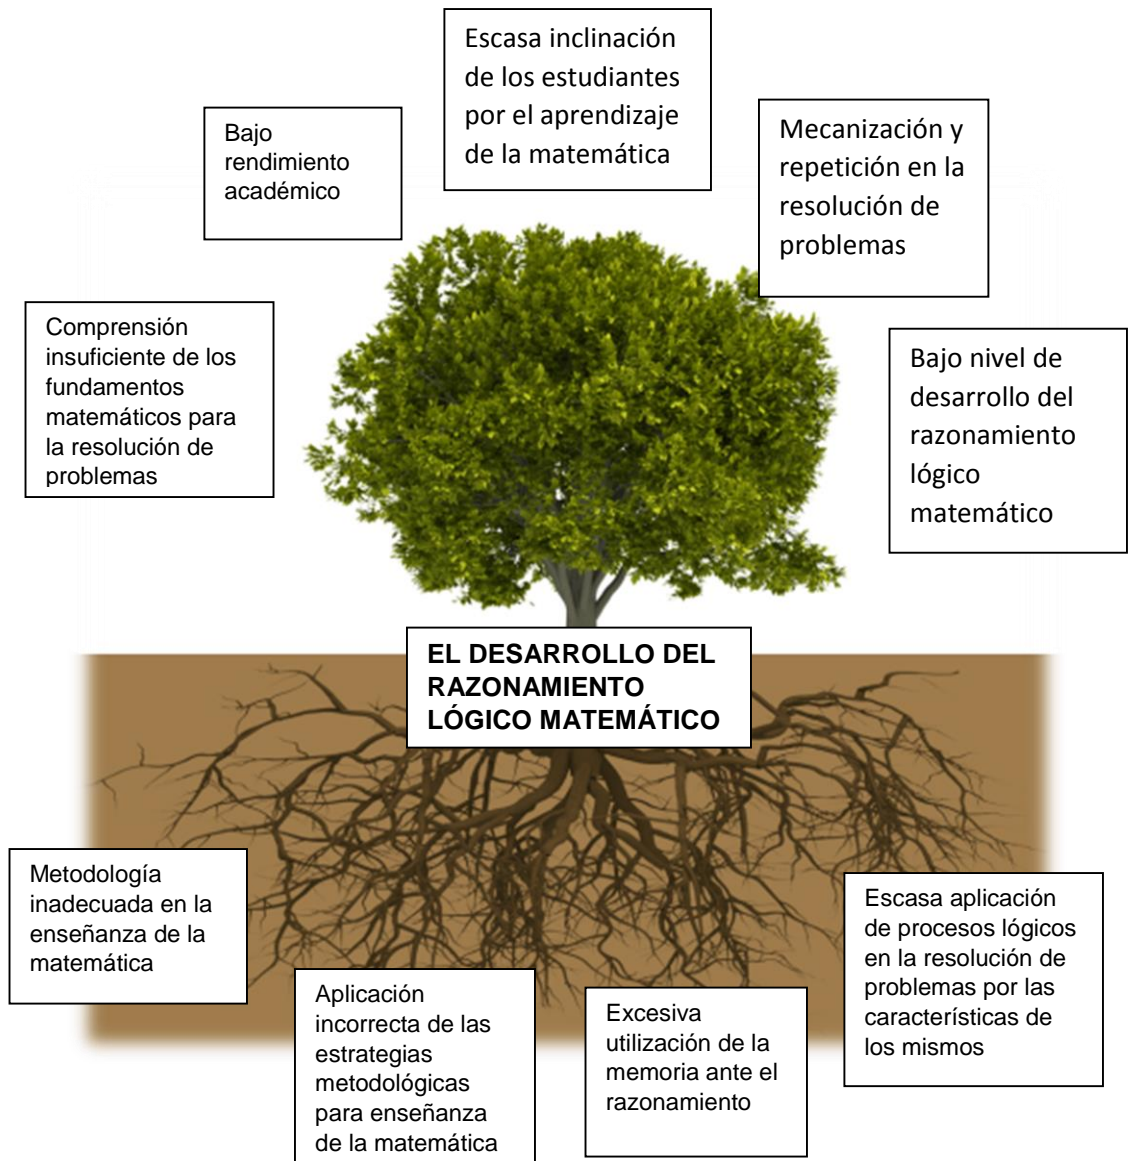 Escasa inclinación
de los estudiantes
por el aprendizaje
de la matemática
Bajo
rendimiento
académico
Mecanización y
repetición en la
resolución de
problemas
Comprensión
insuficiente de los
fundamentos
matemáticos para
la resolución de
problemas
Bajo nivel de
desarrollo del
razonamiento
lógico
matemático
EL DESARROLLO DEL
RAZONAMIENTO
LÓGICO MATEMÁTICO
Metodología
inadecuada en la
enseñanza de la
matemática
Aplicación
incorrecta de las
estrategias
metodológicas
para enseñanza
de la matemática
Excesiva
utilización de la
memoria ante el
razonamiento
Escasa aplicación
de procesos lógicos
en la resolución de
problemas por las
características de
los mismos